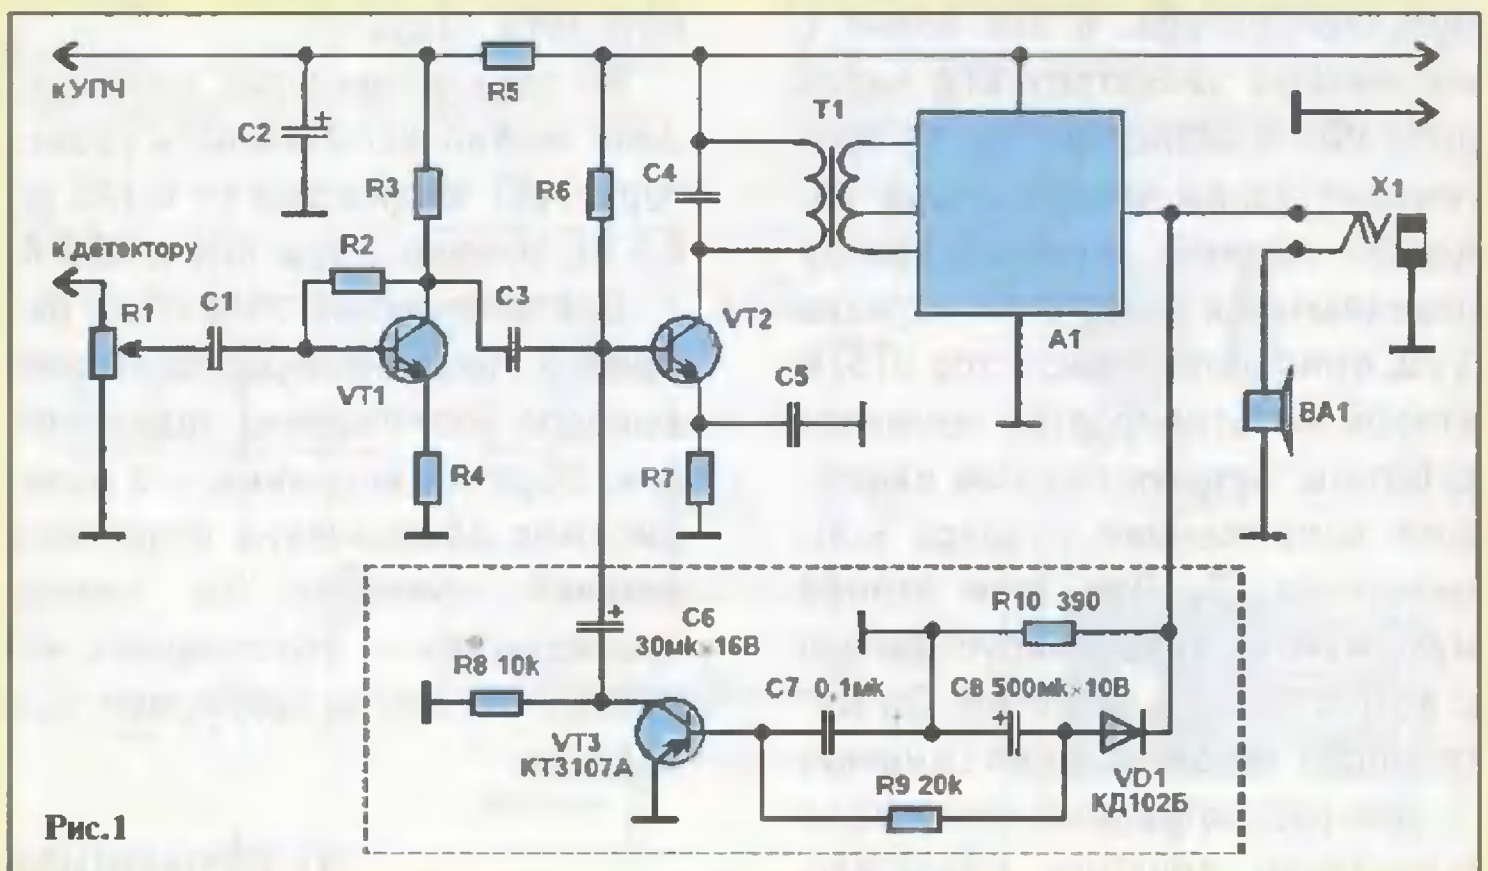 к УПЧ
R5
T1
C2
R3
R6
C4
X1
к детектору
R2
R1
C1
C3
VT2
A1
VT1
C5
BA1
R4
R7
R10 390
C6
30мк×16В
R8 10k
C7 0,1мк
C8 500мк×10В
VT3
КТ3107А
R9 20k
VD1
КД102Б
Рис.1